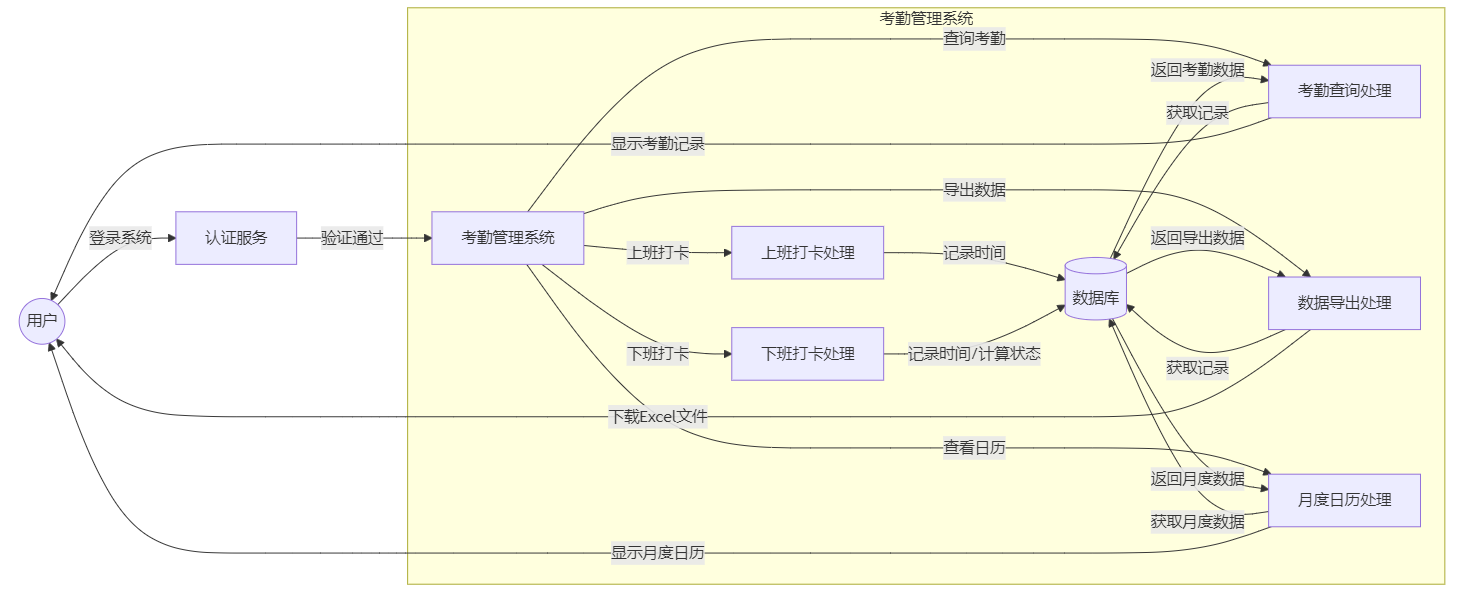 考勤管理系统
查询考勤
返回考勤数据
考勤查询处理
获取记录
显示考勤记录
导出数据
登录系统
认证服务
验证通过
考勤管理系统
上班打卡
上班打卡处理
记录时间
返回导出数据
数据库
数据导出处理
用户
下班打卡
下班打卡处理
记录时间/计算状态
获取记录
下载Excel文件
查看日历
返回月度数据
月度日历处理
获取月度数据
显示月度日历